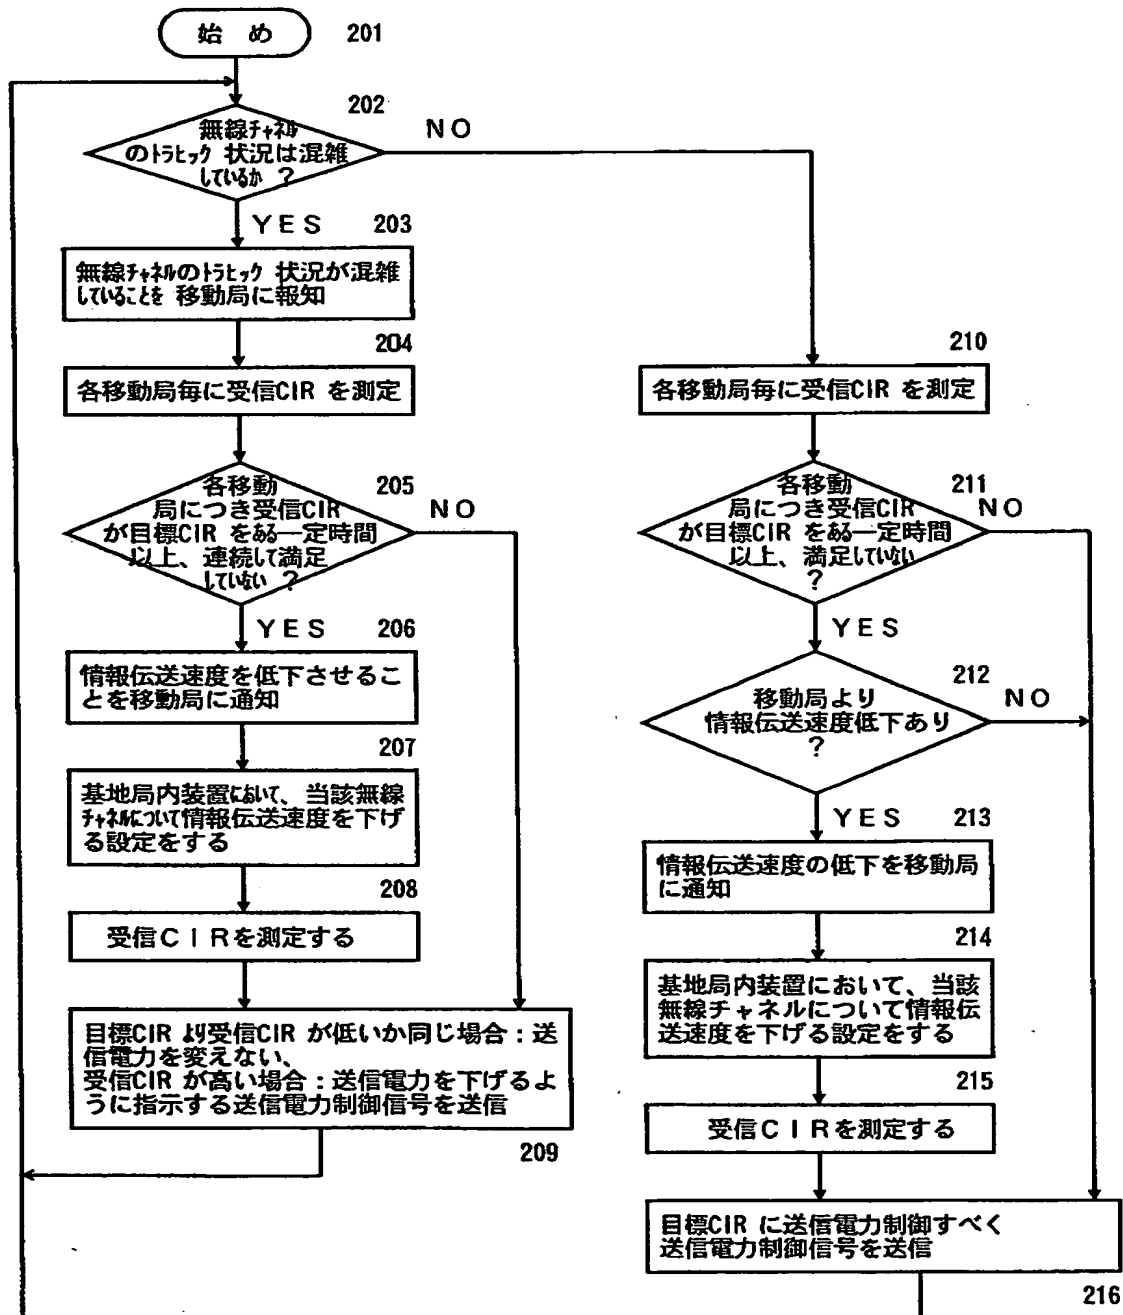 始 め
201
202
無線チャネル
のトラヒック 状況は混雑
しているか ?
NO
YES
203
無線チャネルのトラヒック 状況が混雑
していることを 移動局に報知
204
各移動局毎に受信CIR を測定
205
各移動
局につき受信CIR
が目標CIR をある一定時間
以上、連続して満足
していない ?
NO
YES
206
情報伝送速度を低下させるこ
とを移動局に通知
207
基地局内装置において、当該無線
チャネルについて情報伝送速度を下げ
る設定をする
208
受信CIRを測定する
目標CIR より受信CIR が低いか同じ場合:送
信電力を変えない、
受信CIR が高い場合:送信電力を下げるよ
うに指示する送信電力制御信号を送信
209
210
各移動局毎に受信CIR を測定
211
各移動
局につき受信CIR
が目標CIR をある一定時間
以上、満足していない
?
NO
YES
212
移動局より
情報伝送速度低下あり
?
NO
YES
213
情報伝送速度の低下を移動局
に通知
214
基地局内装置において、当該
無線チャネルについて情報伝
送速度を下げる設定をする
215
受信CIRを測定する
目標CIR に送信電力制御すべく
送信電力制御信号を送信
216